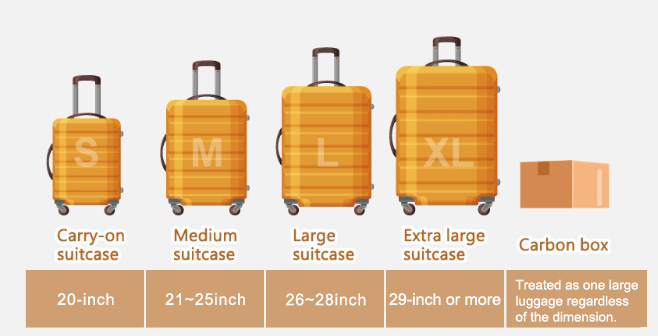 S
M
L
XL
Carry-on
suitcase
Medium
suitcase
Large
suitcase
Extra large
suitcase
Carbon box
20-inch
21~25inch
26~28inch
29-inch or more
Treated as one large
luggage regardless
of the dimension.